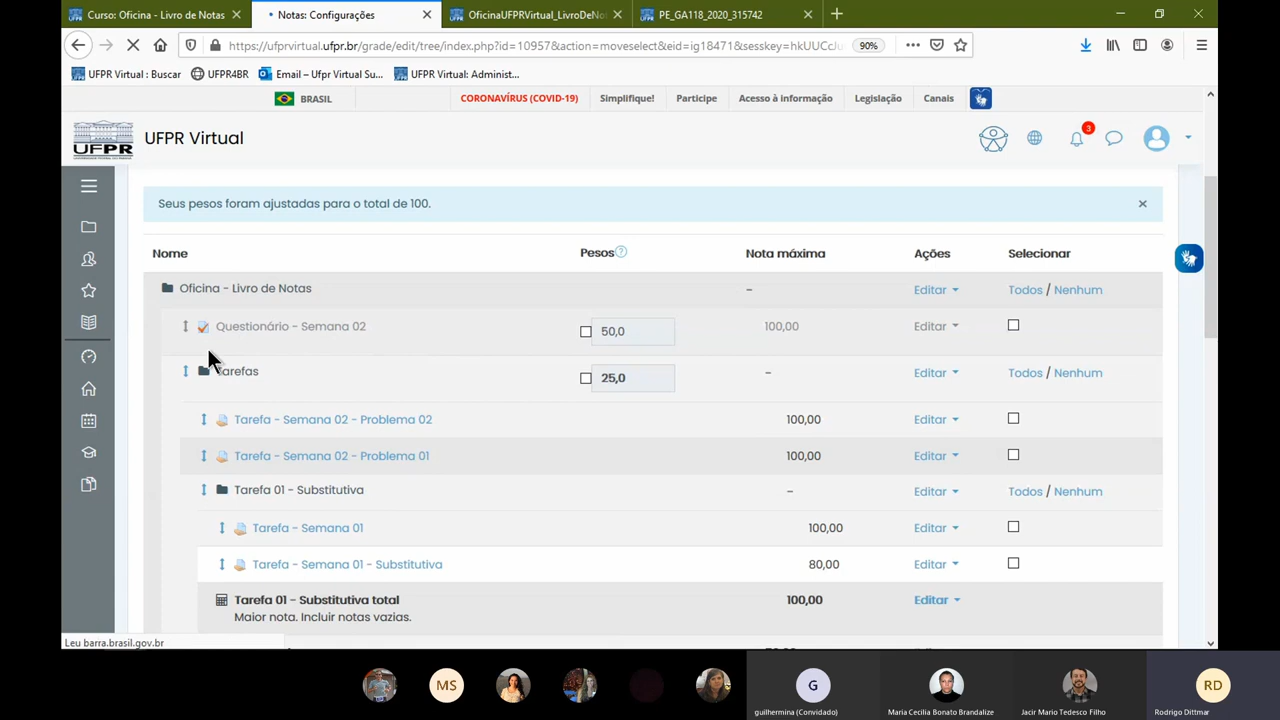 Curso: Oficina - Livro de Notas
Notas: Configurações
OficinaUFPRVirtual_LivroDeNo
PE_GA118_2020_315742
https://ufprvirtual.ufpr.br/grade/edit/tree/index.php?id=10957&action=moveselect&eid=ig18471&sesskey=hkUUCcJu
90%
UFPR Virtual : Buscar
UFPR4BR
Email – Ufpr Virtual Su...
UFPR Virtual: Administ...
BRASIL
CORONAVÍRUS (COVID-19)
Simplifique!
Participe
Acesso à informação
Legislação
Canais
UFPR
UFPR Virtual
3
Seus pesos foram ajustadas para o total de 100.
×
Nome Pesos Nota máxima Ações Selecionar
Oficina - Livro de Notas – Editar Todos / Nenhum
Questionário - Semana 02 50,0 100,00 Editar
Tarefas 25,0 – Editar Todos / Nenhum
Tarefa - Semana 02 - Problema 02 100,00 Editar
Tarefa - Semana 02 - Problema 01 100,00 Editar
Tarefa 01 - Substitutiva – Editar Todos / Nenhum
Tarefa - Semana 01 100,00 Editar
Tarefa - Semana 01 - Substitutiva 80,00 Editar
Tarefa 01 - Substitutiva total 100,00 Editar
Maior nota. Incluir notas vazias.
Leu barra.brasil.gov.br
MS
G
RD
guilhermina (Convidado)
Maria Cecilia Bonato Brandalize
Jacir Mario Tedesco Filho
Rodrigo Dittmar